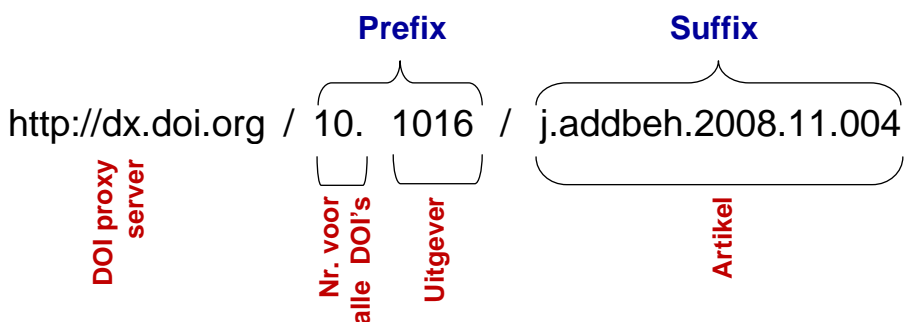 Prefix Suffix
http://dx.doi.org / 10. 1016 / j.addbeh.2008.11.004
DOI proxy
server
Nr. voor
alle DOI's
Uitgever
Artikel